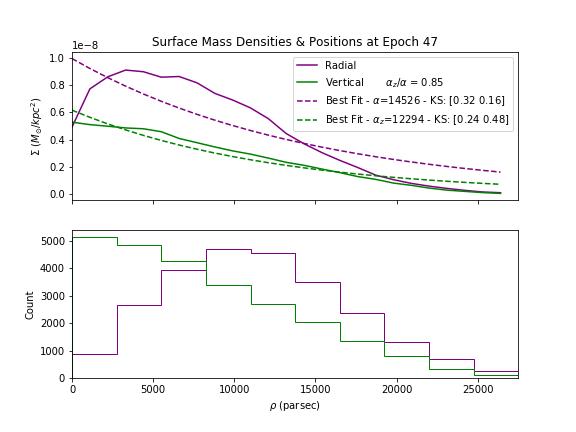 Surface Mass Densities & Positions at Epoch 47
1e−8
1.0
0.8
0.6
0.4
0.2
0.0
Σ (M⊙/kpc²)
Radial
Vertical αz/α = 0.85
Best Fit - α=14526 - KS: [0.32 0.16]
Best Fit - αz=12294 - KS: [0.24 0.48]
5000
4000
3000
2000
1000
0
Count
0 5000 10000 15000 20000 25000
ρ (parsec)